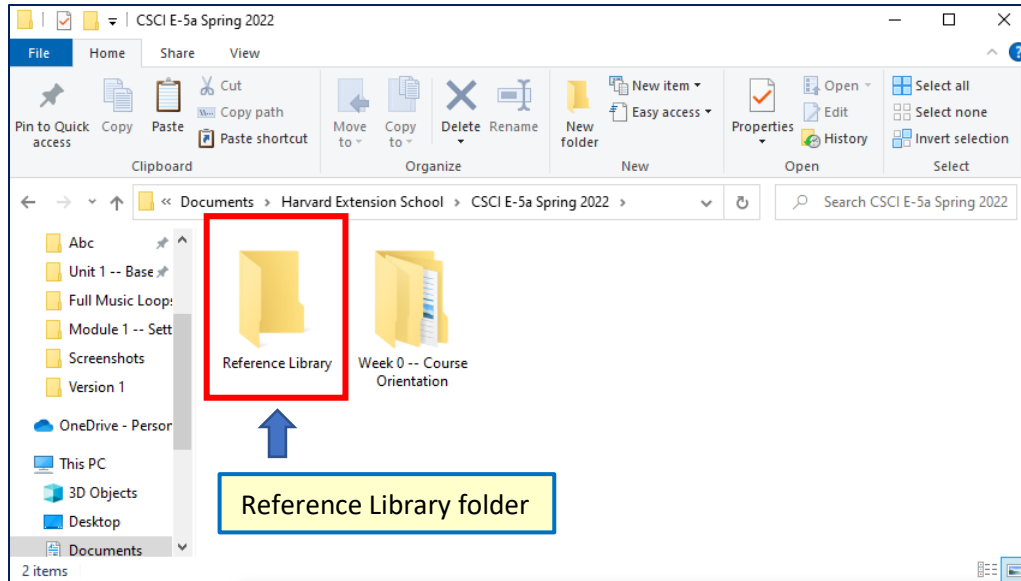 CSCI E-5a Spring 2022
File Home Share View
Pin to Quick access
Copy
Paste
Cut
Copy path
Paste shortcut
Clipboard
Move to
Copy to
Delete
Rename
Organize
New folder
New item
Easy access
New
Properties
Open
Edit
History
Open
Select all
Select none
Invert selection
Select
« Documents > Harvard Extension School > CSCI E-5a Spring 2022 >
Search CSCI E-5a Spring 2022
Abc
Unit 1 -- Base
Full Music Loop
Module 1 -- Sett
Screenshots
Version 1
OneDrive - Person
This PC
3D Objects
Desktop
Documents
Reference Library
Week 0 -- Course
Orientation
Reference Library folder
2 items